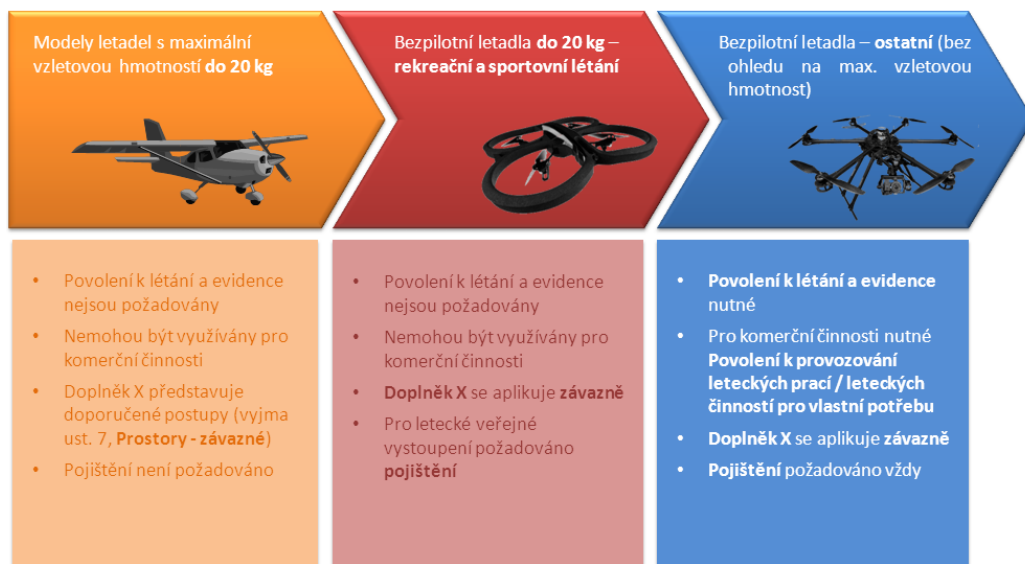 Modely letadel s maximální
vzletovou hmotností do 20 kg
Bezpilotní letadla do 20 kg –
rekreační a sportovní létání
Bezpilotní letadla – ostatní (bez
ohledu na max. vzletovou
hmotnost)
• Povolení k létání a evidence
nejsou požadovány
• Nemohou být využívány pro
komerční činnosti
• Doplněk X představuje
doporučené postupy (vyjma
ust. 7, Prostory - závazné)
• Pojištění není požadováno
• Povolení k létání a evidence
nejsou požadovány
• Nemohou být využívány pro
komerční činnosti
• Doplněk X se aplikuje závazně
• Pro letecké veřejné
vystoupení požadováno
pojištění
• Povolení k létání a evidence
nutné
• Pro komerční činnosti nutné
Povolení k provozování
leteckých prací / leteckých
činností pro vlastní potřebu
• Doplněk X se aplikuje závazně
• Pojištění požadováno vždy